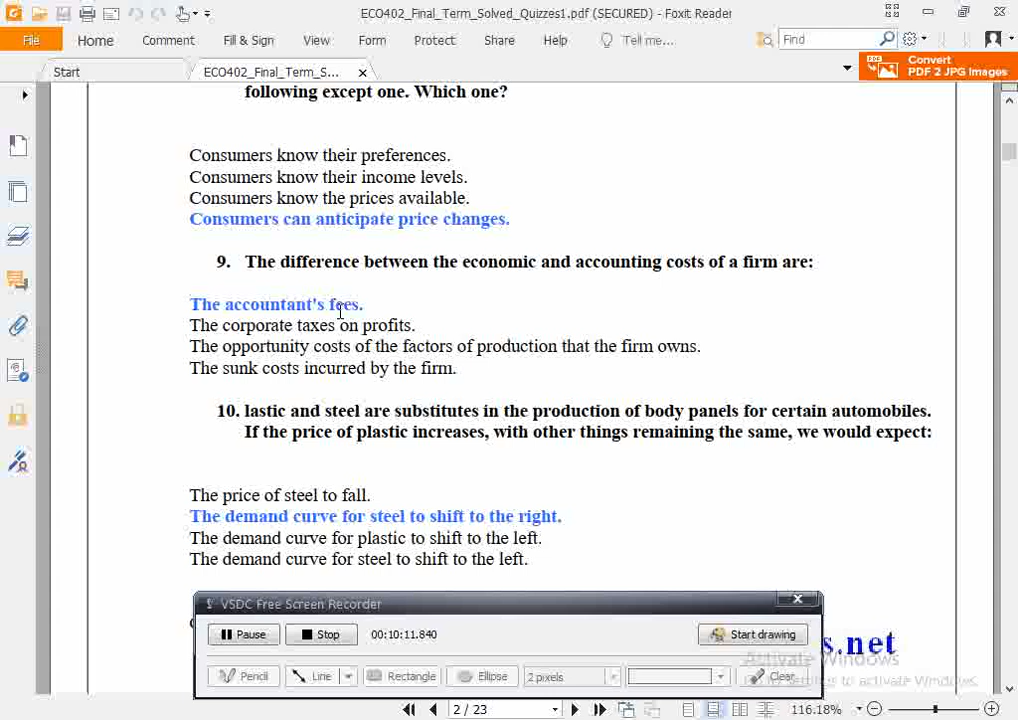 ECO402_Final_Term_Solved_Quizzes1.pdf (SECURED) - Foxit Reader
File Home Comment Fill & Sign View Form Protect Share Help Tell me... Find
Start ECO402_Final_Term_S...
Convert
PDF 2 JPG Images
following except one. Which one?
Consumers know their preferences.
Consumers know their income levels.
Consumers know the prices available.
Consumers can anticipate price changes.
9. The difference between the economic and accounting costs of a firm are:
The accountant's fees.
The corporate taxes on profits.
The opportunity costs of the factors of production that the firm owns.
The sunk costs incurred by the firm.
10. lastic and steel are substitutes in the production of body panels for certain automobiles.
If the price of plastic increases, with other things remaining the same, we would expect:
The price of steel to fall.
The demand curve for steel to shift to the right.
The demand curve for plastic to shift to the left.
The demand curve for steel to shift to the left.
VSDC Free Screen Recorder
Pause Stop 00:10:11.840 Start drawing
s.net
Activate Windows
Go to Settings to activate Windows.
Pencil Line Rectangle Ellipse 2 pixels Clear
2 / 23 116.18%